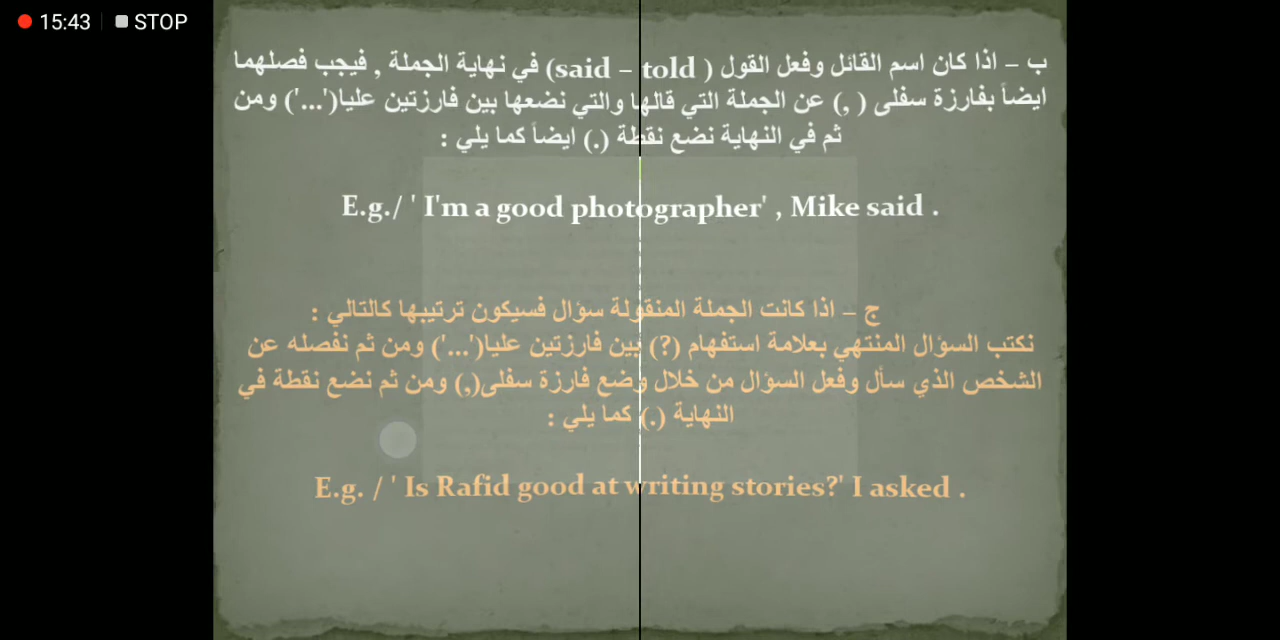 15:43 STOP
ب – اذا كان اسم القائل وفعل القول ( said – told) في نهاية الجملة , فيجب فصلهما
ايضاً بفارزة سفلى ( ,) عن الجملة التي قالها والتي نضعها بين فارزتين عليا('...') ومن
ثم في النهاية نضع نقطة (.) ايضاً كما يلي :
E.g./ ' I'm a good photographer' , Mike said .
ج – اذا كانت الجملة المنقولة سؤال فسيكون ترتيبها كالتالي :
نكتب السؤال المنتهي بعلامة استفهام (?) بين فارزتين عليا('...') ومن ثم نفصله عن
الشخص الذي سأل وفعل السؤال من خلال وضع فارزة سفلى(,) ومن ثم نضع نقطة في
النهاية (.) كما يلي :
E.g. / ' Is Rafid good at writing stories?' I asked .